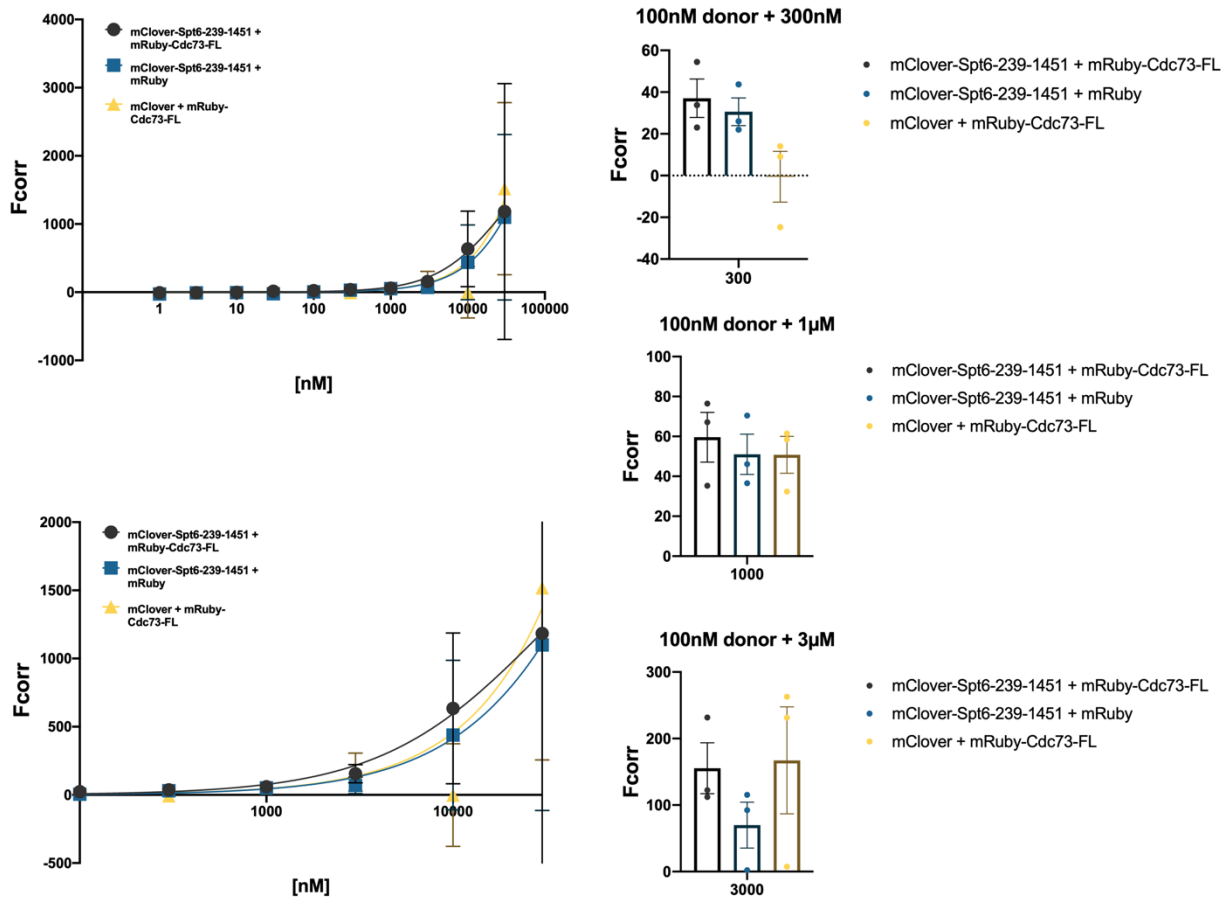 4000
3000
2000
1000
0
-1000
Fcorr
mClover-Spt6-239-1451 +
mRuby-Cdc73-FL
mClover-Spt6-239-1451 +
mRuby
mClover + mRuby-
Cdc73-FL
1
10
100
1000
10000
100000
[nM]
100nM donor + 300nM
60
40
20
0
-20
-40
Fcorr
300
mClover-Spt6-239-1451 + mRuby-Cdc73-FL
mClover-Spt6-239-1451 + mRuby
mClover + mRuby-Cdc73-FL
100nM donor + 1µM
100
80
60
40
20
0
Fcorr
1000
mClover-Spt6-239-1451 + mRuby-Cdc73-FL
mClover-Spt6-239-1451 + mRuby
mClover + mRuby-Cdc73-FL
2000
1500
1000
500
0
-500
Fcorr
mClover-Spt6-239-1451 +
mRuby-Cdc73-FL
mClover-Spt6-239-1451 +
mRuby
mClover + mRuby-
Cdc73-FL
1000
10000
[nM]
100nM donor + 3µM
300
200
100
0
Fcorr
3000
mClover-Spt6-239-1451 + mRuby-Cdc73-FL
mClover-Spt6-239-1451 + mRuby
mClover + mRuby-Cdc73-FL